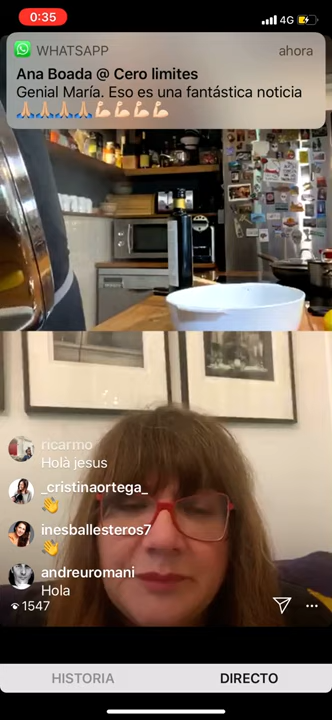 0:35
4G
WHATSAPP
ahora
Ana Boada @ Cero limites
Genial María. Eso es una fantástica noticia
🙏🏻🙏🏻🙏🏻🙏🏻💪🏻💪🏻💪🏻💪🏻
ricarmo
Holà jesus
_cristinaortega_
👋
inesballesteros7
👋
andreuromani
Hola
1547
HISTORIA
DIRECTO